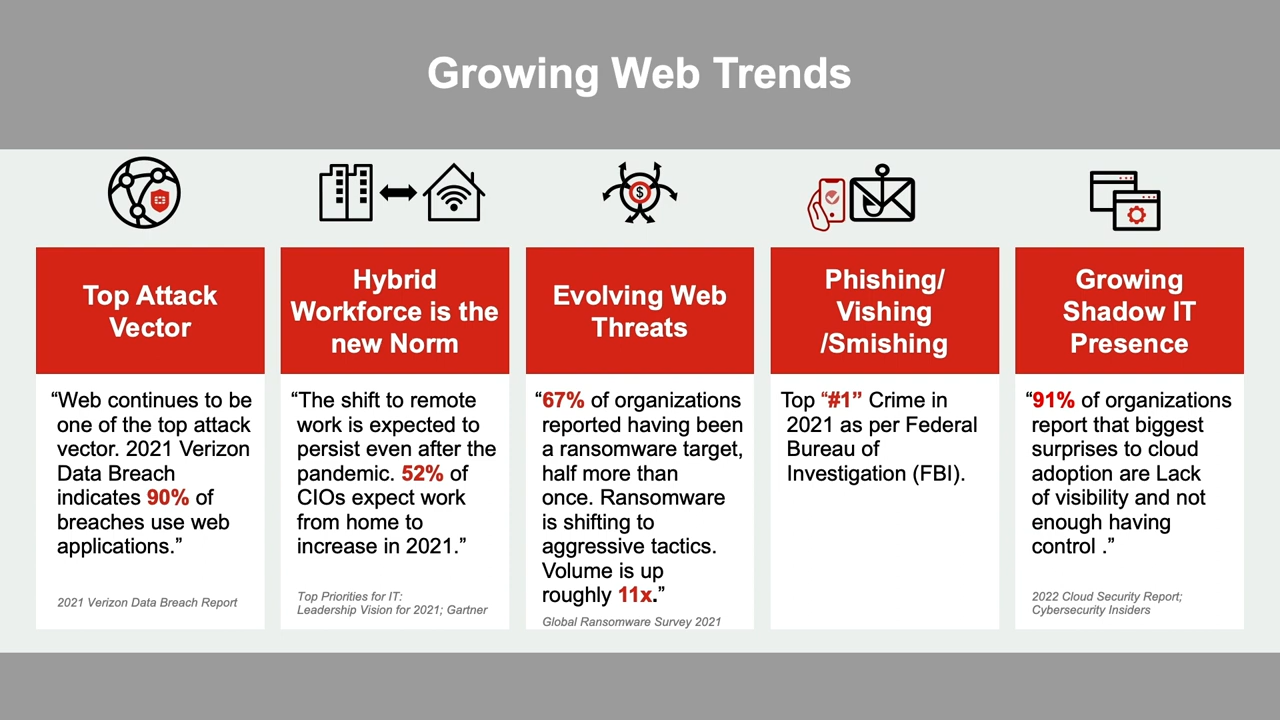 Growing Web Trends
Top Attack
Vector
“Web continues to be
one of the top attack
vector. 2021 Verizon
Data Breach
indicates 90% of
breaches use web
applications.”
2021 Verizon Data Breach Report
Hybrid
Workforce is the
new Norm
“The shift to remote
work is expected to
persist even after the
pandemic. 52% of
CIOs expect work
from home to
increase in 2021.”
Top Priorities for IT:
Leadership Vision for 2021; Gartner
$
Evolving Web
Threats
“67% of organizations
reported having been
a ransomware target,
half more than
once. Ransomware
is shifting to
aggressive tactics.
Volume is up
roughly 11x.”
Global Ransomware Survey 2021
Phishing/
Vishing
/Smishing
Top “#1” Crime in
2021 as per Federal
Bureau of
Investigation (FBI).
Growing
Shadow IT
Presence
“91% of organizations
report that biggest
surprises to cloud
adoption are Lack
of visibility and not
enough having
control .”
2022 Cloud Security Report;
Cybersecurity Insiders